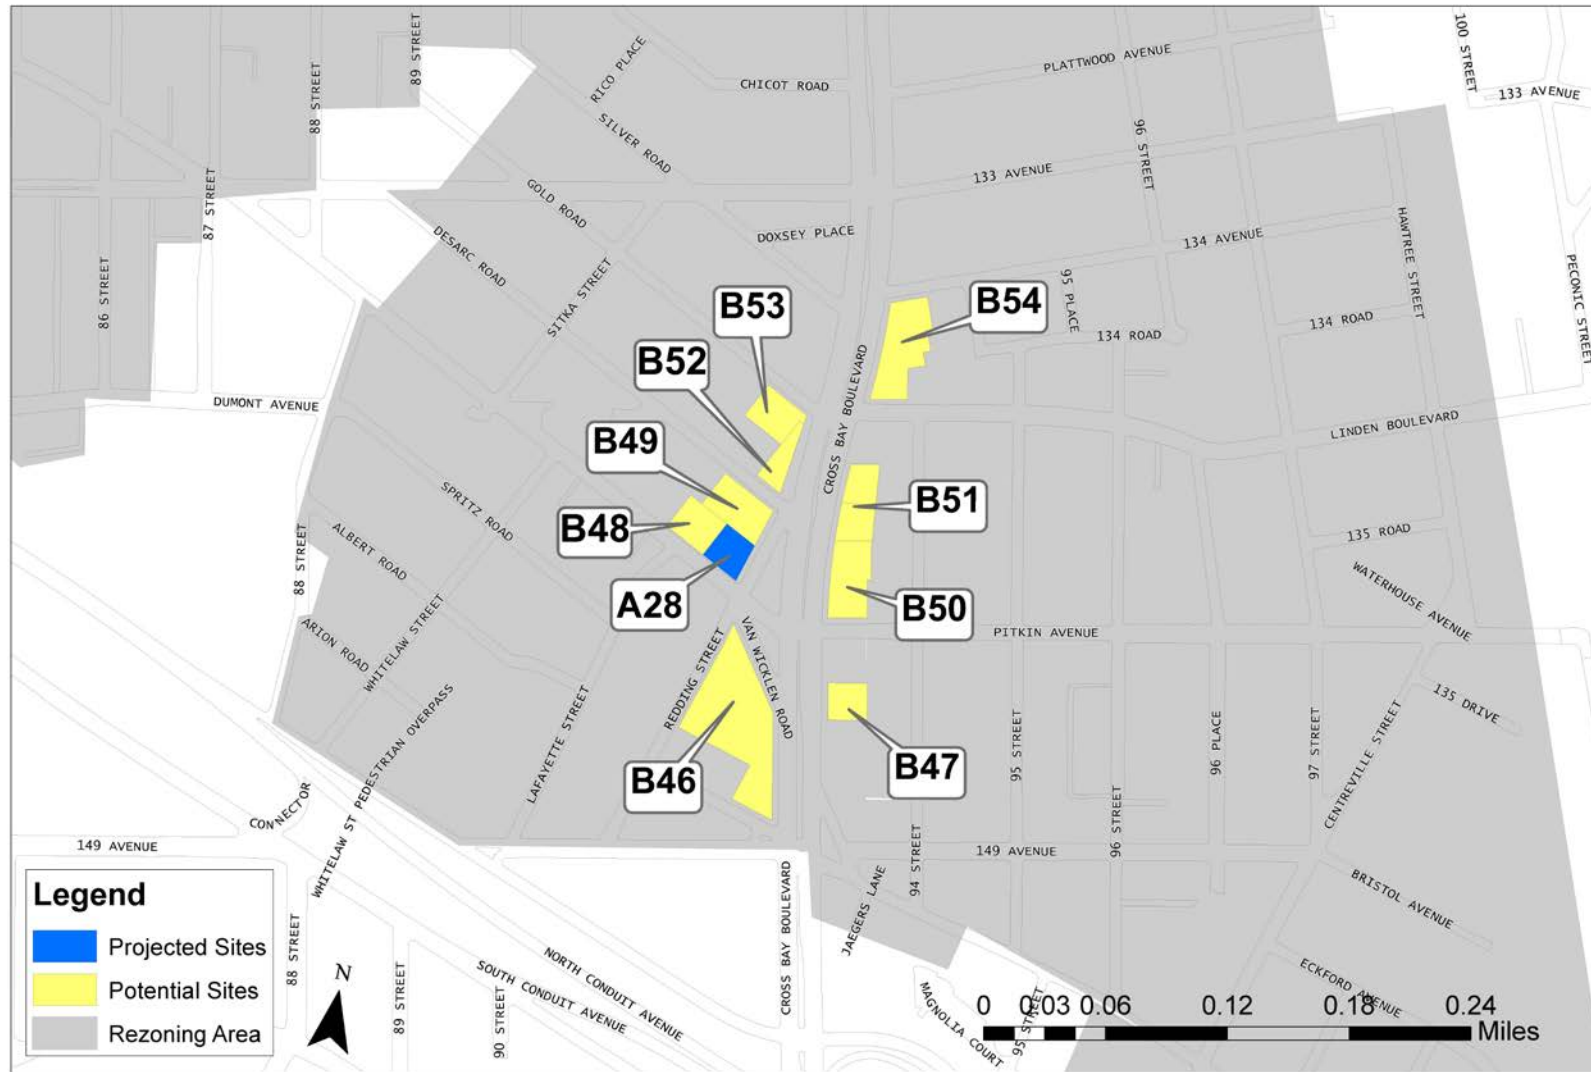 89 STREET
RICO PLACE
CHICOT ROAD
PLATTWOOD AVENUE
100 STREET
133 AVENUE
88 STREET
SILVER ROAD
96 STREET
133 AVENUE
87 STREET
GOLD ROAD
DESARC ROAD
DOXSEY PLACE
134 AVENUE
HAWTREE STREET
86 STREET
SITKA STREET
95 PLACE
PECONIC STREET
B53
B54
134 ROAD
134 ROAD
B52
CROSS BAY BOULEVARD
DUMONT AVENUE
LINDEN BOULEVARD
B49
SPRITZ ROAD
B51
B48
88 STREET
ALBERT ROAD
135 ROAD
A28
B50
WATERHOUSE AVENUE
ARION ROAD
WHITELAW STREET
PITKIN AVENUE
REDDING STREET
VAN WICKLEN ROAD
135 DRIVE
LAFAYETTE STREET
95 STREET
96 PLACE
97 STREET
CENTREVILLE STREET
B46
B47
WHITELAW ST PEDESTRIAN OVERPASS
CONNECTOR
96 STREET
149 AVENUE
94 STREET
149 AVENUE
Legend
Projected Sites
Potential Sites
Rezoning Area
88 STREET
N
89 STREET
90 STREET
SOUTH CONDUIT AVENUE
NORTH CONDUIT AVENUE
CROSS BAY BOULEVARD
JAEGERS LANE
BRISTOL AVENUE
ECKFORD AVENUE
MAGNOLIA COURT
95 STREET
0 0.03 0.06 0.12 0.18 0.24
Miles